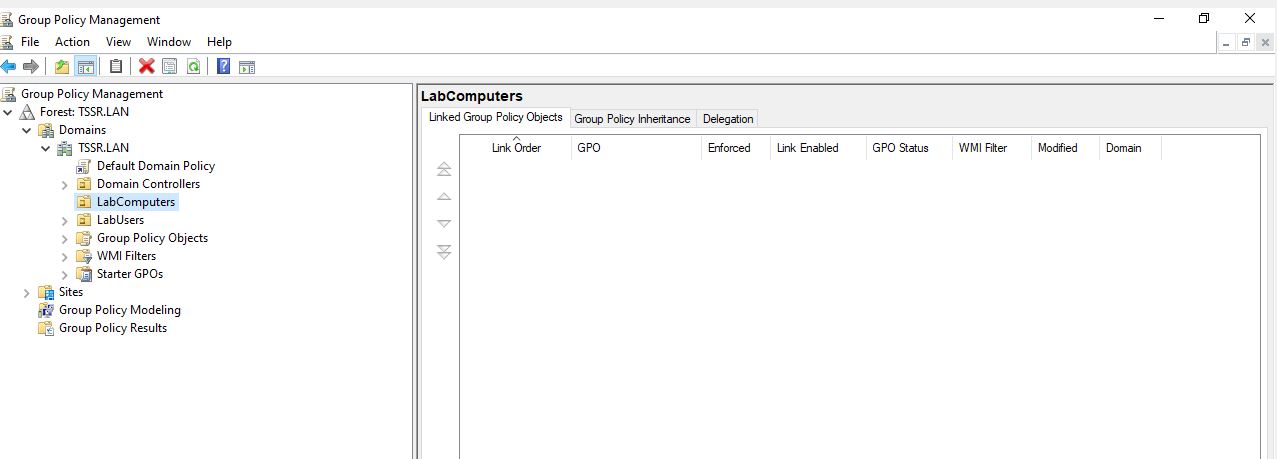 Group Policy Management
File Action View Window Help
Group Policy Management
Forest: TSSR.LAN
Domains
TSSR.LAN
Default Domain Policy
Domain Controllers
LabComputers
LabUsers
Group Policy Objects
WMI Filters
Starter GPOs
Sites
Group Policy Modeling
Group Policy Results
LabComputers
Linked Group Policy Objects Group Policy Inheritance Delegation
Link Order GPO Enforced Link Enabled GPO Status WMI Filter Modified Domain